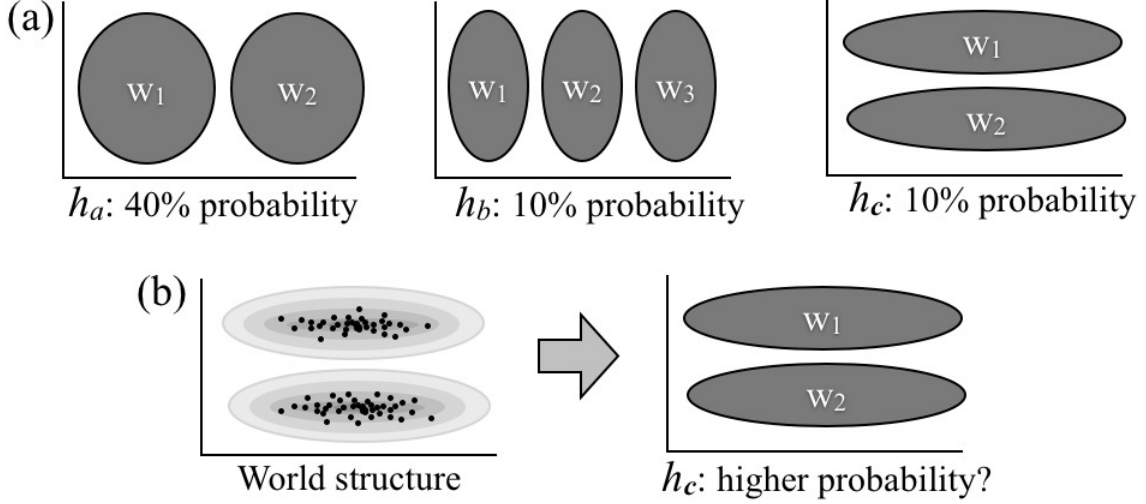 (a)
w1 w2
w1 w2 w3
w1
w2
ha: 40% probability
hb: 10% probability
hc: 10% probability
(b)
w1
w2
World structure
hc: higher probability?